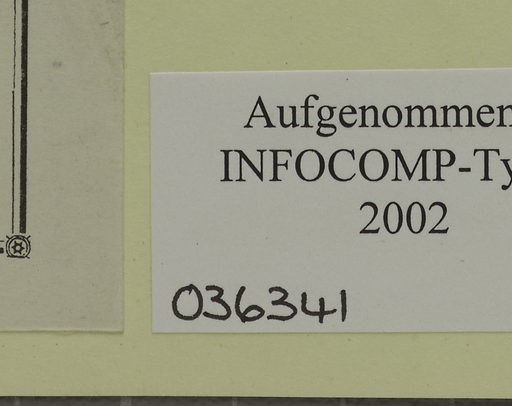 Aufgenommen
INFOCOMP-Ty
2002
036341